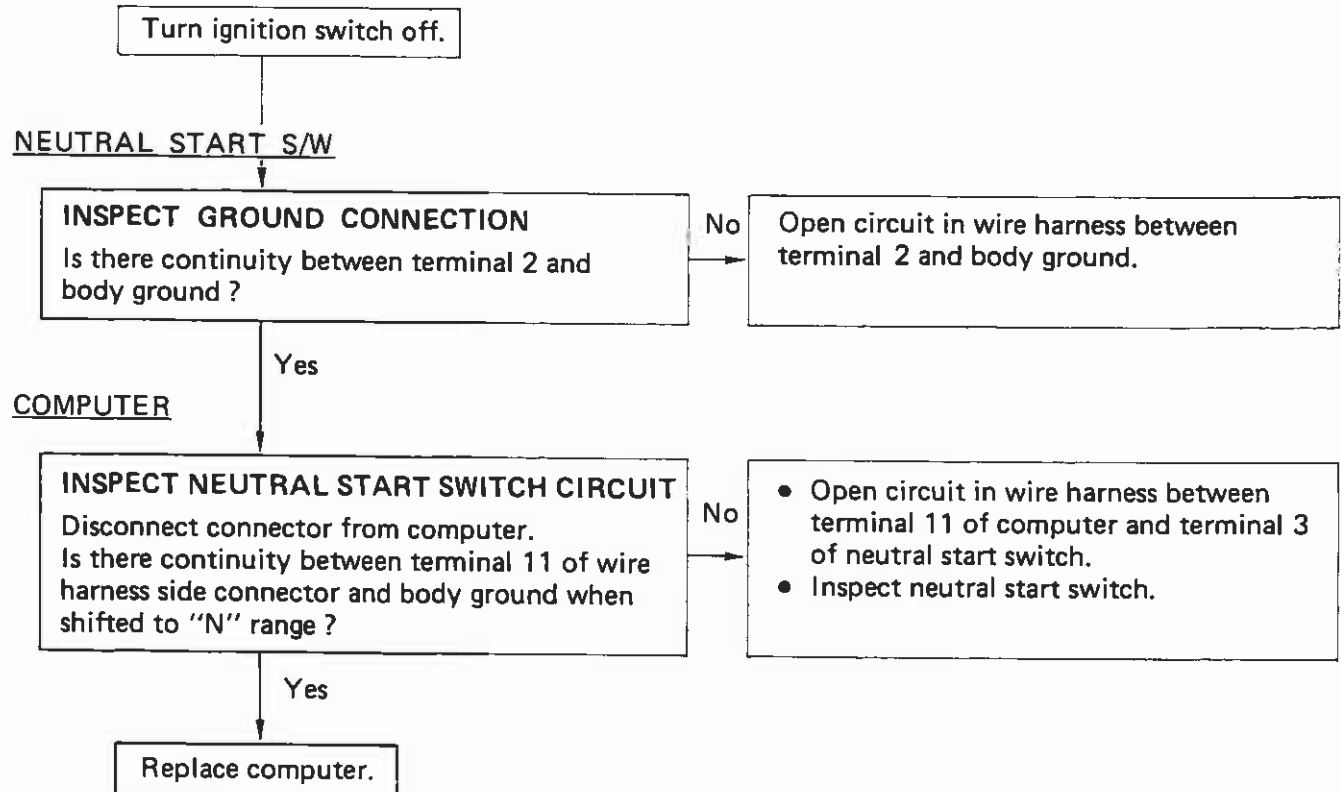 Turn ignition switch off.
NEUTRAL START S/W
INSPECT GROUND CONNECTION
Is there continuity between terminal 2 and
body ground ?
No
Open circuit in wire harness between
terminal 2 and body ground.
Yes
COMPUTER
INSPECT NEUTRAL START SWITCH CIRCUIT
Disconnect connector from computer.
Is there continuity between terminal 11 of wire
harness side connector and body ground when
shifted to "N" range ?
No
● Open circuit in wire harness between
terminal 11 of computer and terminal 3
of neutral start switch.
● Inspect neutral start switch.
Yes
Replace computer.